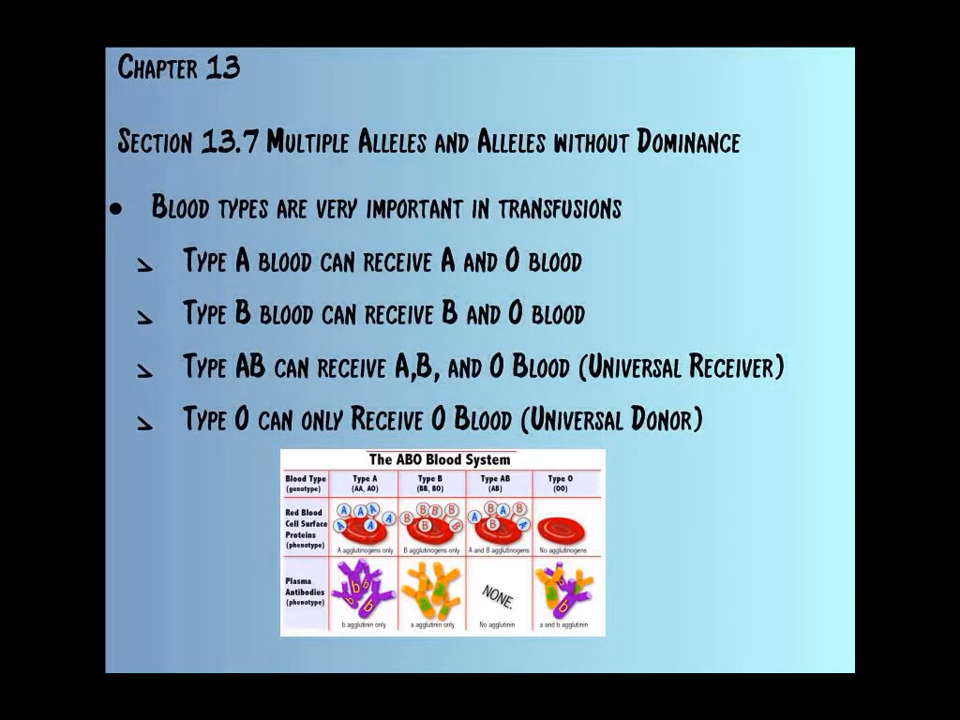 Chapter 13
Section 13.7 Multiple Alleles and Alleles without Dominance
• Blood types are very important in transfusions
Type A blood can receive A and O blood
Type B blood can receive B and O blood
Type AB can receive A,B, and O Blood (Universal Receiver)
Type O can only Receive O Blood (Universal Donor)
The ABO Blood System
Blood Type (genotype) Type A (AA, AO) Type B (BB, BO) Type AB (AB) Type O (OO)
Red Blood Cell Surface Proteins (phenotype)
A A A A A A B B B B B B B A B A B A
A agglutinogens only B agglutinogens only A and B agglutinogens No agglutinogens
Plasma Antibodies (phenotype)
b b b b a a NONE. a b
b agglutinin only a agglutinin only No agglutinin a and b agglutinin